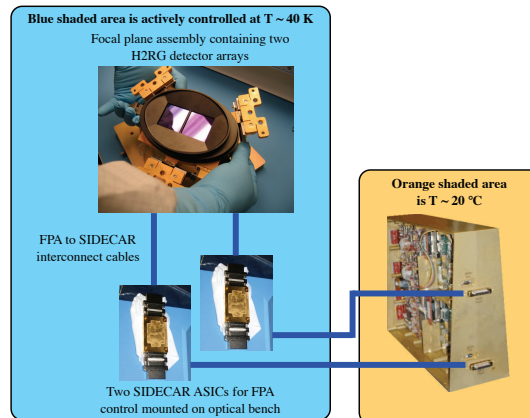 Blue shaded area is actively controlled at T ~ 40 K
Focal plane assembly containing two
H2RG detector arrays
Orange shaded area
is T ~ 20 °C
FPA to SIDECAR
interconnect cables
Two SIDECAR ASICs for FPA
control mounted on optical bench